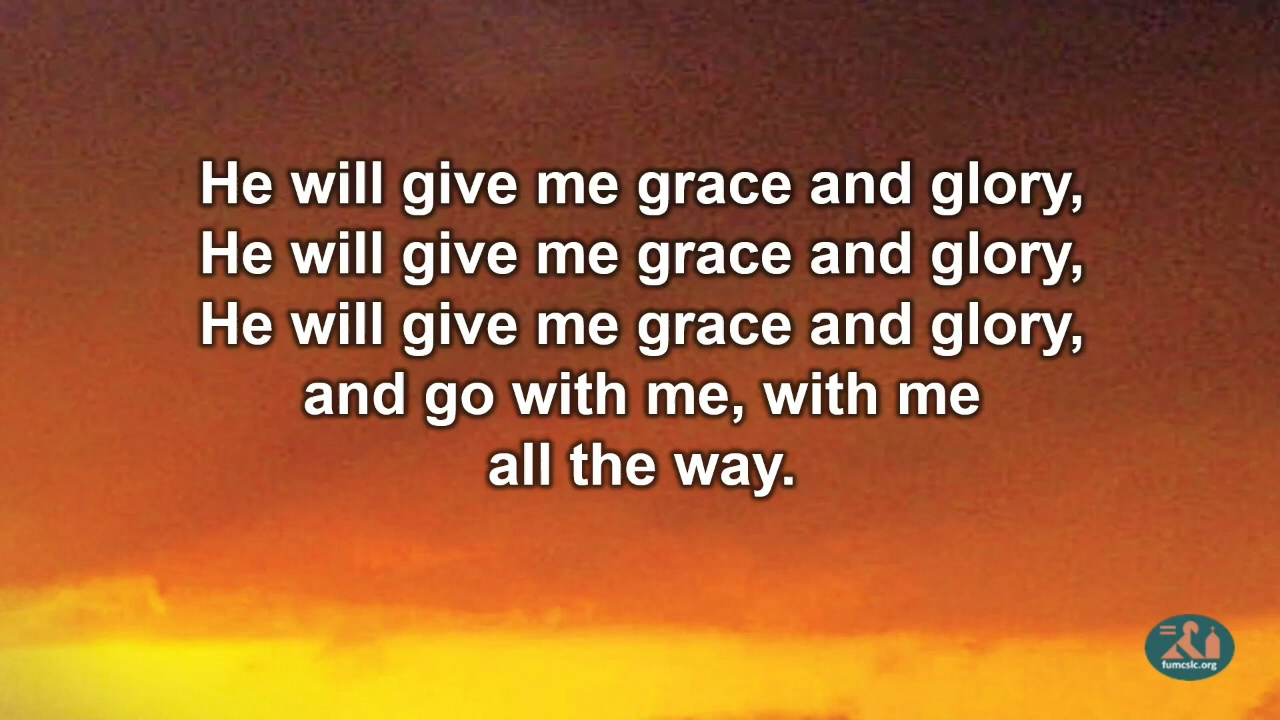 He will give me grace and glory,
He will give me grace and glory,
He will give me grace and glory,
and go with me, with me
all the way.
fumcslc.org